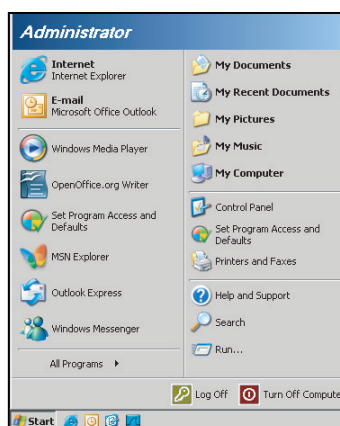 Administrator
Internet
Internet Explorer
E-mail
Microsoft Office Outlook
Windows Media Player
OpenOffice.org Writer
Set Program Access and
Defaults
MSN Explorer
Outlook Express
Windows Messenger
All Programs
My Documents
My Recent Documents
My Pictures
My Music
My Computer
Control Panel
Set Program Access and
Defaults
Printers and Faxes
Help and Support
Search
Run...
Log Off
Turn Off Compute
Start